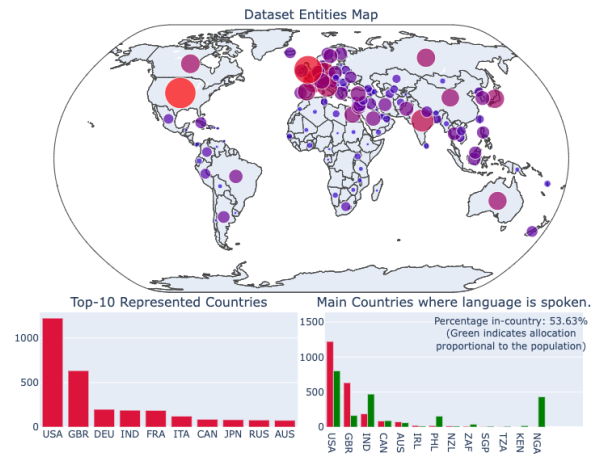 Dataset Entities Map
Top-10 Represented Countries
1000
500
0
USA GBR DEU IND FRA ITA CAN JPN RUS AUS
Main Countries where language is spoken.
Percentage in-country: 53.63%
(Green indicates allocation
proportional to the population)
1500
1000
500
0
USA GBR IND CAN AUS IRL PHL NZL ZAF SGP TZA KEN NGA